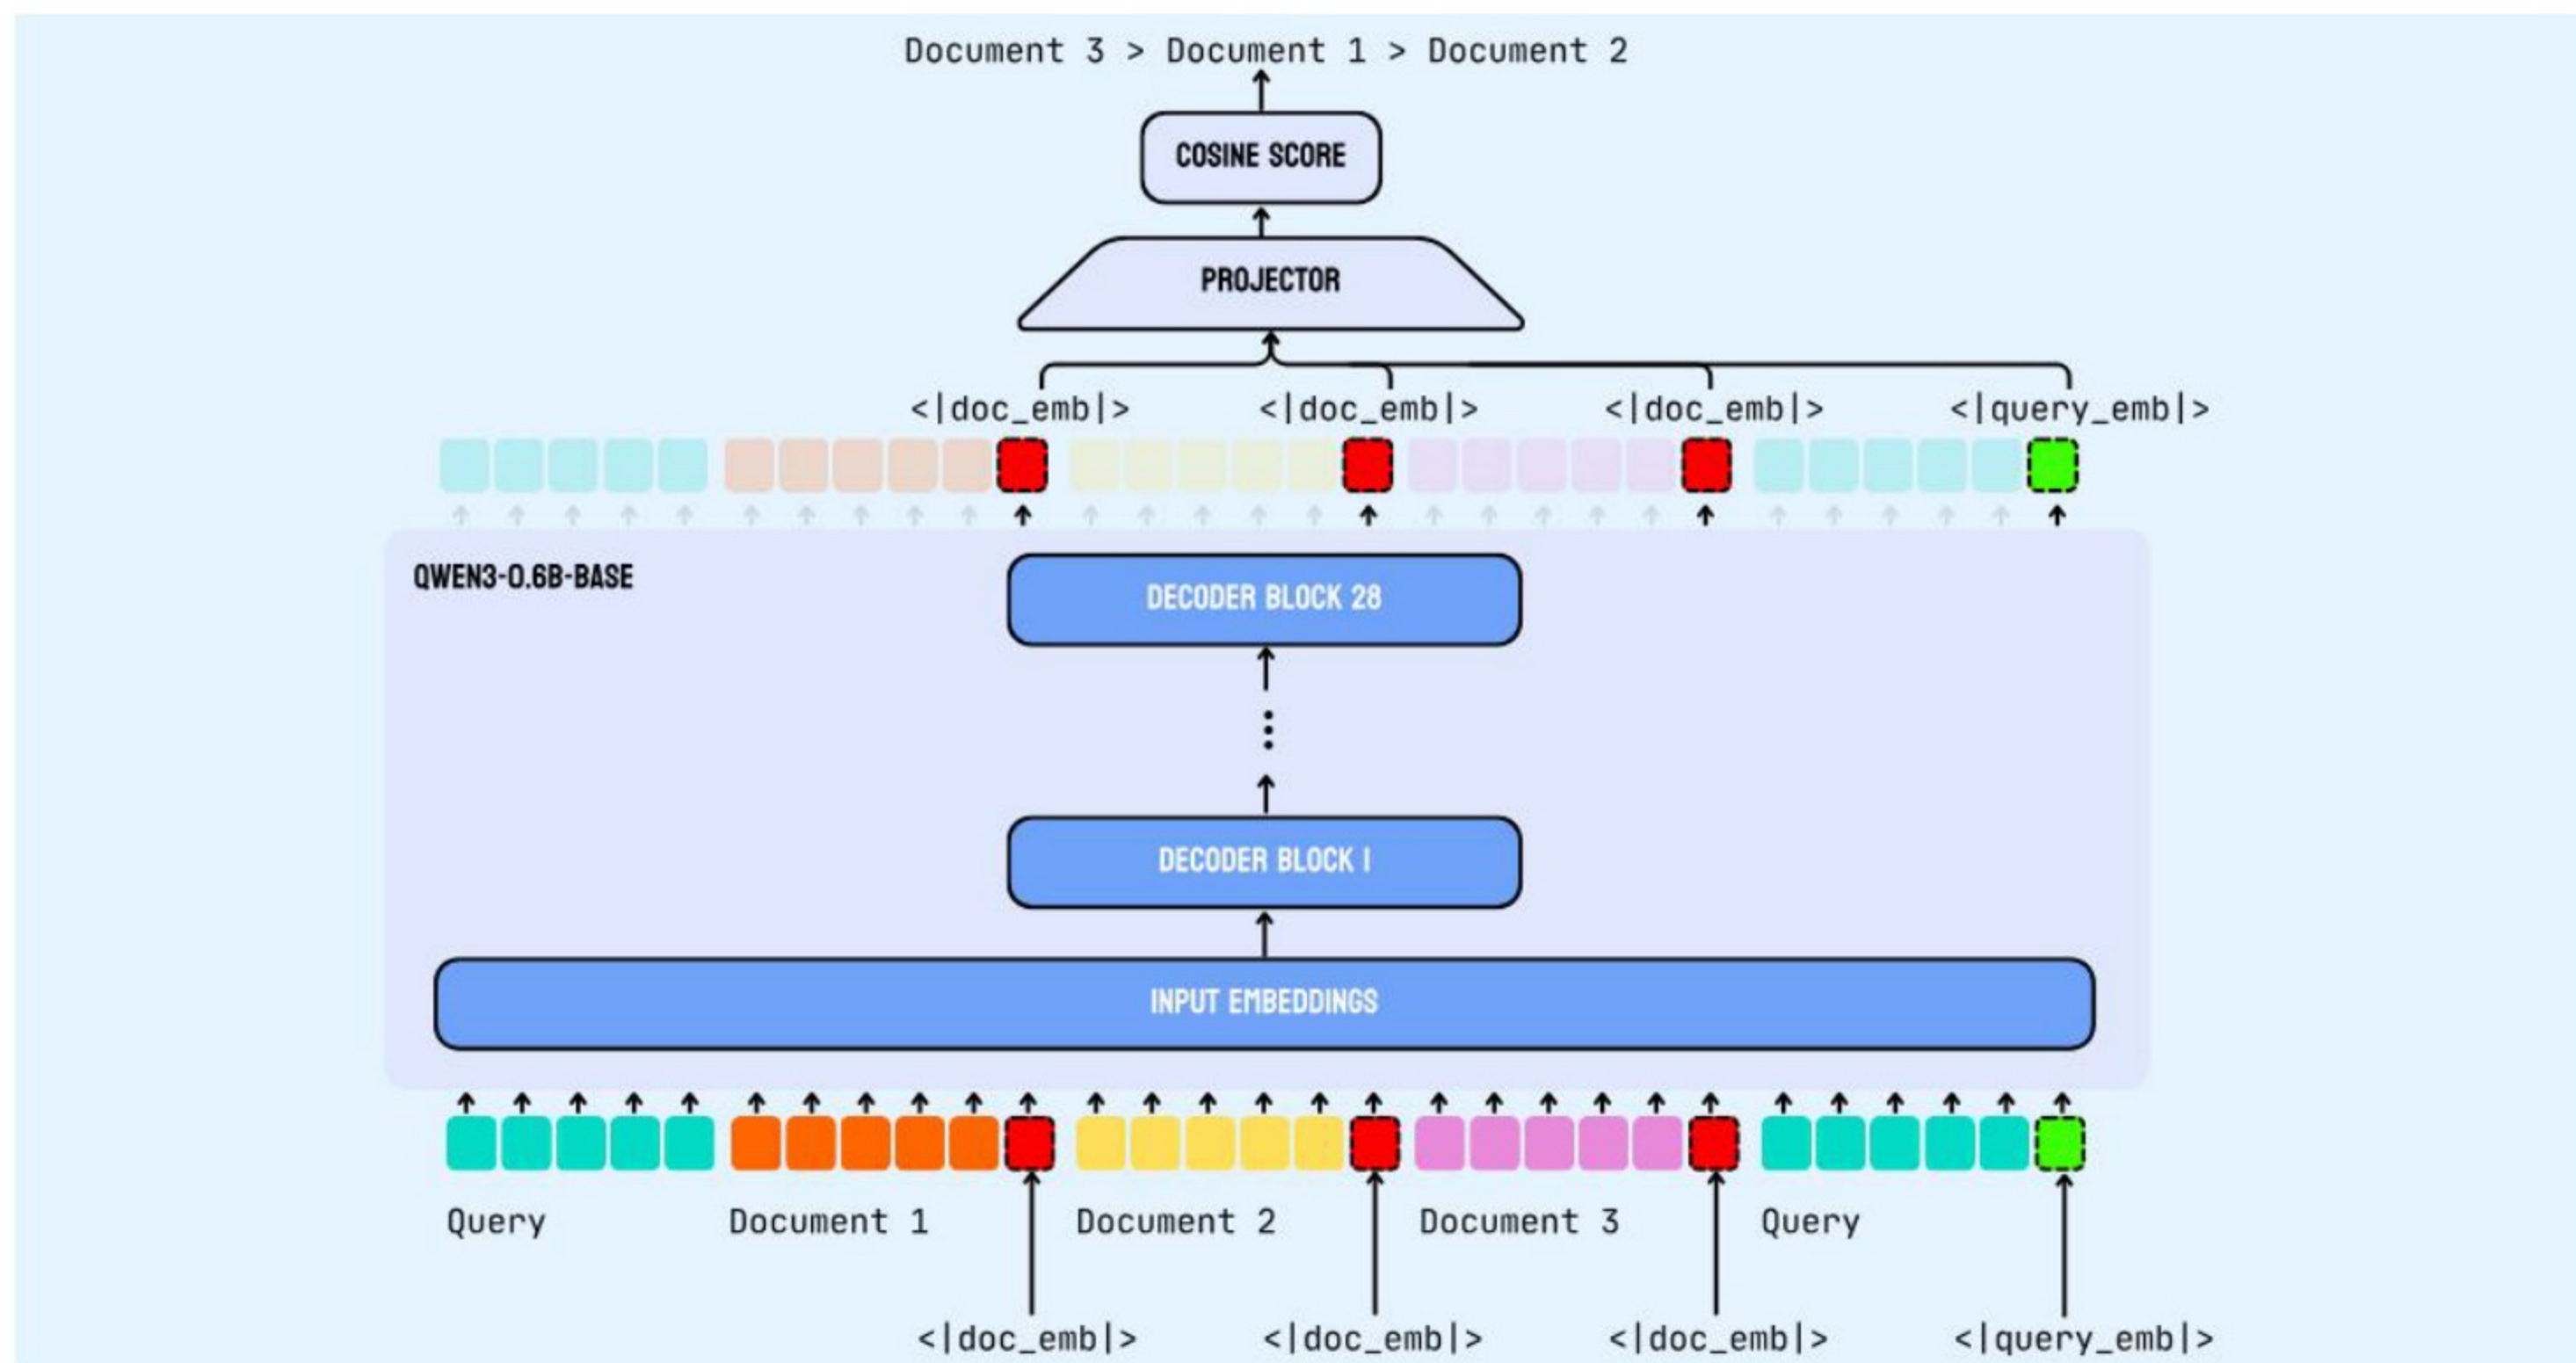 Document 3 > Document 1 > Document 2
COSINE SCORE
PROJECTOR
<|doc_emb|> <|doc_emb|> <|doc_emb|> <|query_emb|>
QWEN3-0.6B-BASE
DECODER BLOCK 28
DECODER BLOCK 1
INPUT EMBEDDINGS
Query Document 1 Document 2 Document 3 Query
<|doc_emb|> <|doc_emb|> <|doc_emb|> <|query_emb|>